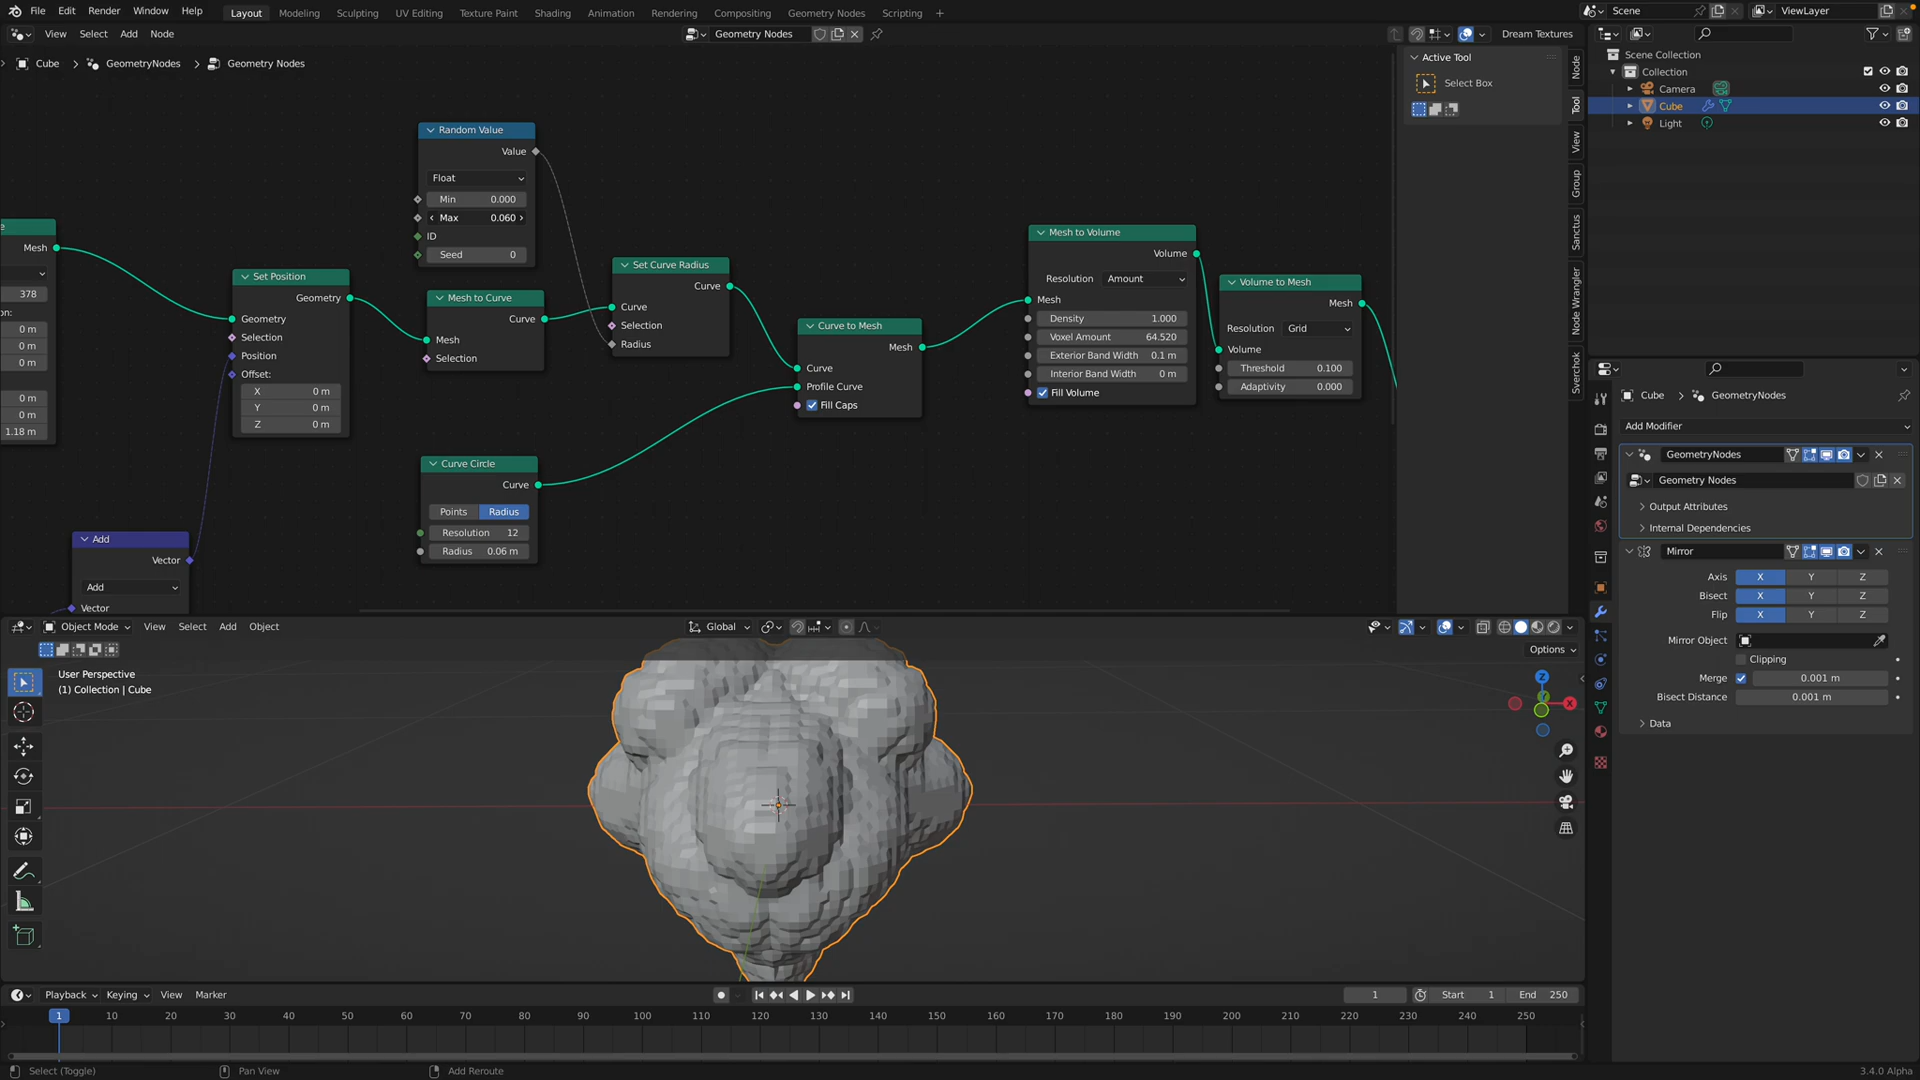 File Edit Render Window Help Layout Modeling Sculpting UV Editing Texture Paint Shading Animation Rendering Compositing Geometry Nodes Scripting + Scene ViewLayer
View Select Add Node Geometry Nodes Dream Textures
Cube > GeometryNodes > Geometry Nodes
Active Tool
Select Box
Node
Tool
View
Group
Sanctus
Node Wrangler
Sverchok
Scene Collection
Collection
Camera
Cube
Light
e
Mesh
378
n:
0 m
0 m
0 m
0 m
0 m
1.18 m
Set Position
Geometry
Geometry
Selection
Position
Offset:
X 0 m
Y 0 m
Z 0 m
Add
Vector
Add
Vector
Random Value
Value
Float
Min 0.000
Max 0.060
ID
Seed 0
Mesh to Curve
Curve
Mesh
Selection
Curve Circle
Curve
Points Radius
Resolution 12
Radius 0.06 m
Set Curve Radius
Curve
Curve
Selection
Radius
Curve to Mesh
Mesh
Curve
Profile Curve
Fill Caps
Mesh to Volume
Volume
Resolution Amount
Mesh
Density 1.000
Voxel Amount 64.520
Exterior Band Width 0.1 m
Interior Band Width 0 m
Fill Volume
Volume to Mesh
Mesh
Resolution Grid
Volume
Threshold 0.100
Adaptivity 0.000
Cube > GeometryNodes
Add Modifier
GeometryNodes
Geometry Nodes
Output Attributes
Internal Dependencies
Mirror
Axis X Y Z
Bisect X Y Z
Flip X Y Z
Mirror Object
Clipping
Merge 0.001 m
Bisect Distance 0.001 m
Data
Object Mode View Select Add Object Global
Options
User Perspective
(1) Collection | Cube
Z
Y
X
Playback Keying View Marker 1 Start 1 End 250
1 10 20 30 40 50 60 70 80 90 100 110 120 130 140 150 160 170 180 190 200 210 220 230 240 250
Select (Toggle) Pan View Add Reroute 3.4.0 Alpha